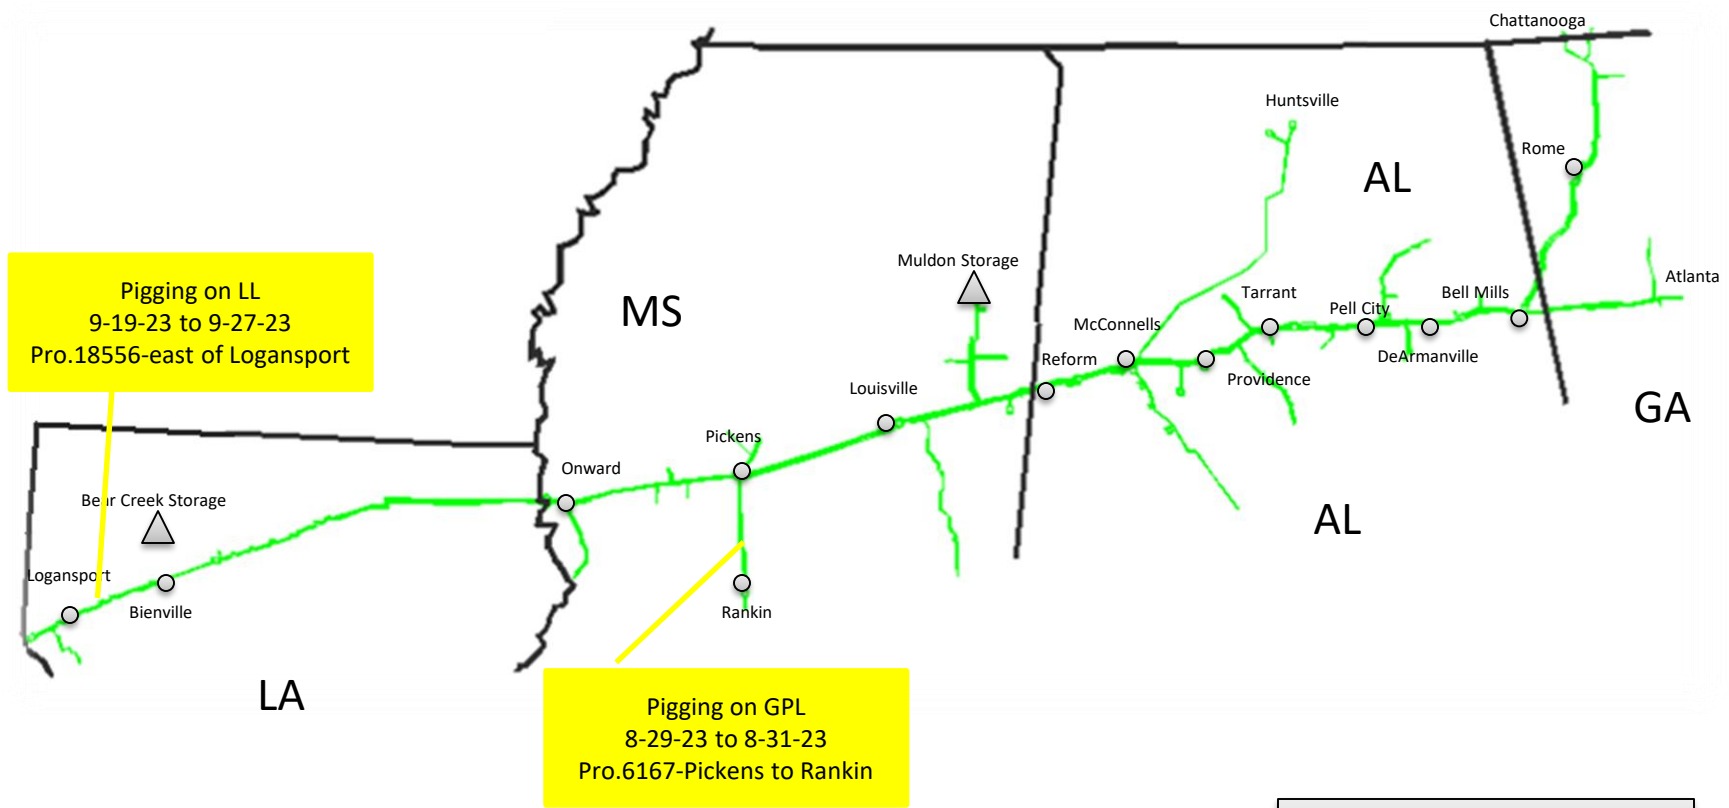 Chattanooga
Huntsville
Rome
AL
Muldon Storage
Atlanta
Tarrant
Bell Mills
Pell City
McConnells
MS
Reform
DeArmanville
Providence
Louisville
GA
Pickens
Onward
AL
Pigging on LL
9-19-23 to 9-27-23
Pro.18556-east of Logansport
Bear Creek Storage
Logansport
Bienville
Rankin
LA
Pigging on GPL
8-29-23 to 8-31-23
Pro.6167-Pickens to Rankin